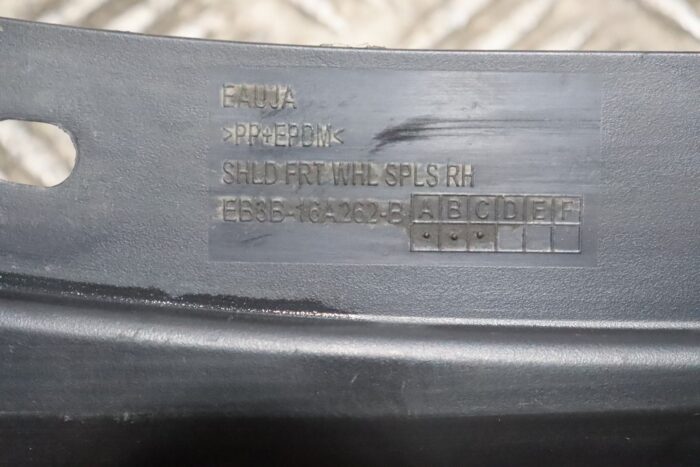 EAUJA
>PP+EPDM<
SHLD FRT WHL SPLS RH
EB3B-16A262-B A B C D E F